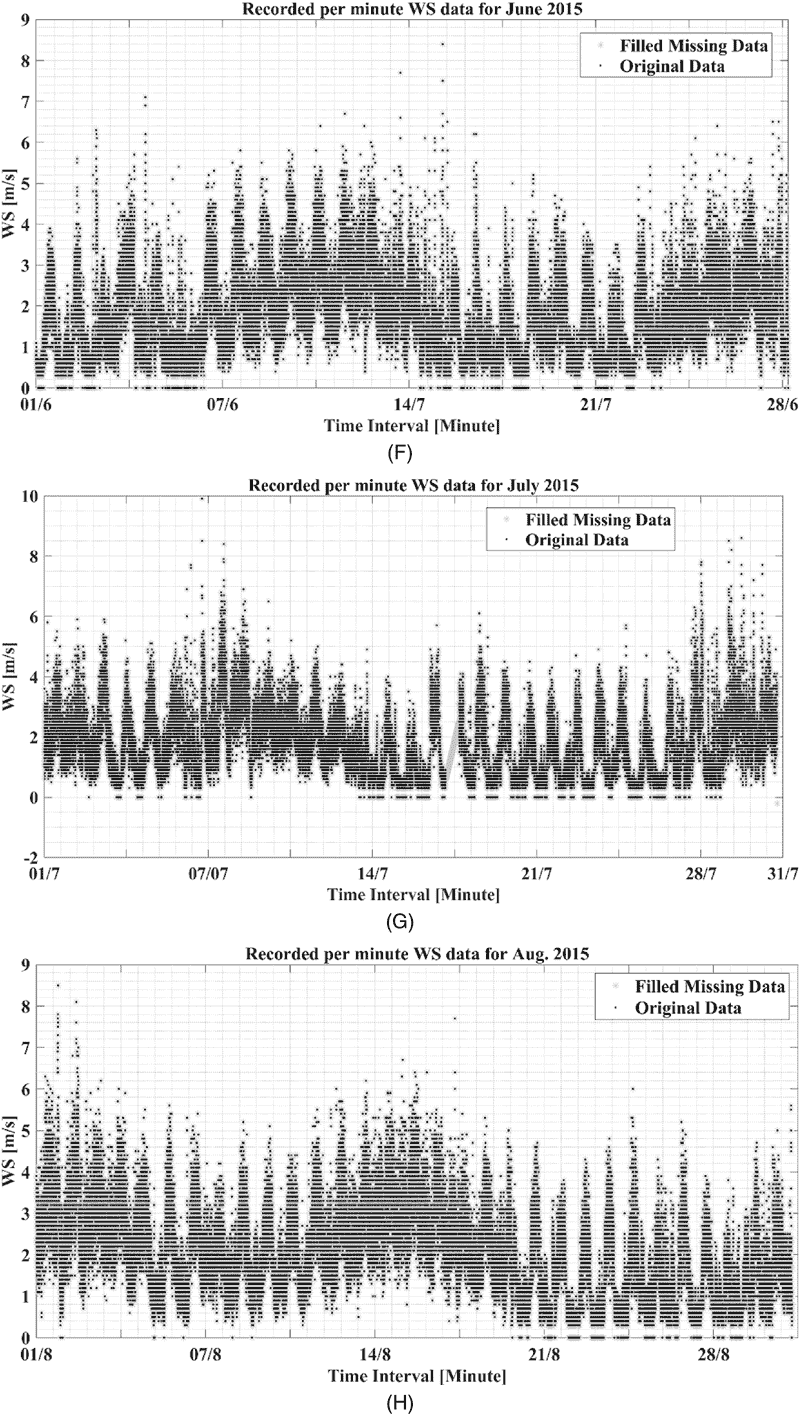 Recorded per minute WS data for June 2015
9
8
7
6
5
4
3
2
1
0
WS [m/s]
Filled Missing Data
Original Data
01/6
07/6
14/7
21/7
28/6
Time Interval [Minute]
(F)
Recorded per minute WS data for July 2015
10
8
6
4
2
0
-2
WS [m/s]
Filled Missing Data
Original Data
01/7
07/07
14/7
21/7
28/7
31/7
Time Interval [Minute]
(G)
Recorded per minute WS data for Aug. 2015
9
8
7
6
5
4
3
2
1
0
WS [m/s]
Filled Missing Data
Original Data
01/8
07/8
14/8
21/8
28/8
Time Interval [Minute]
(H)